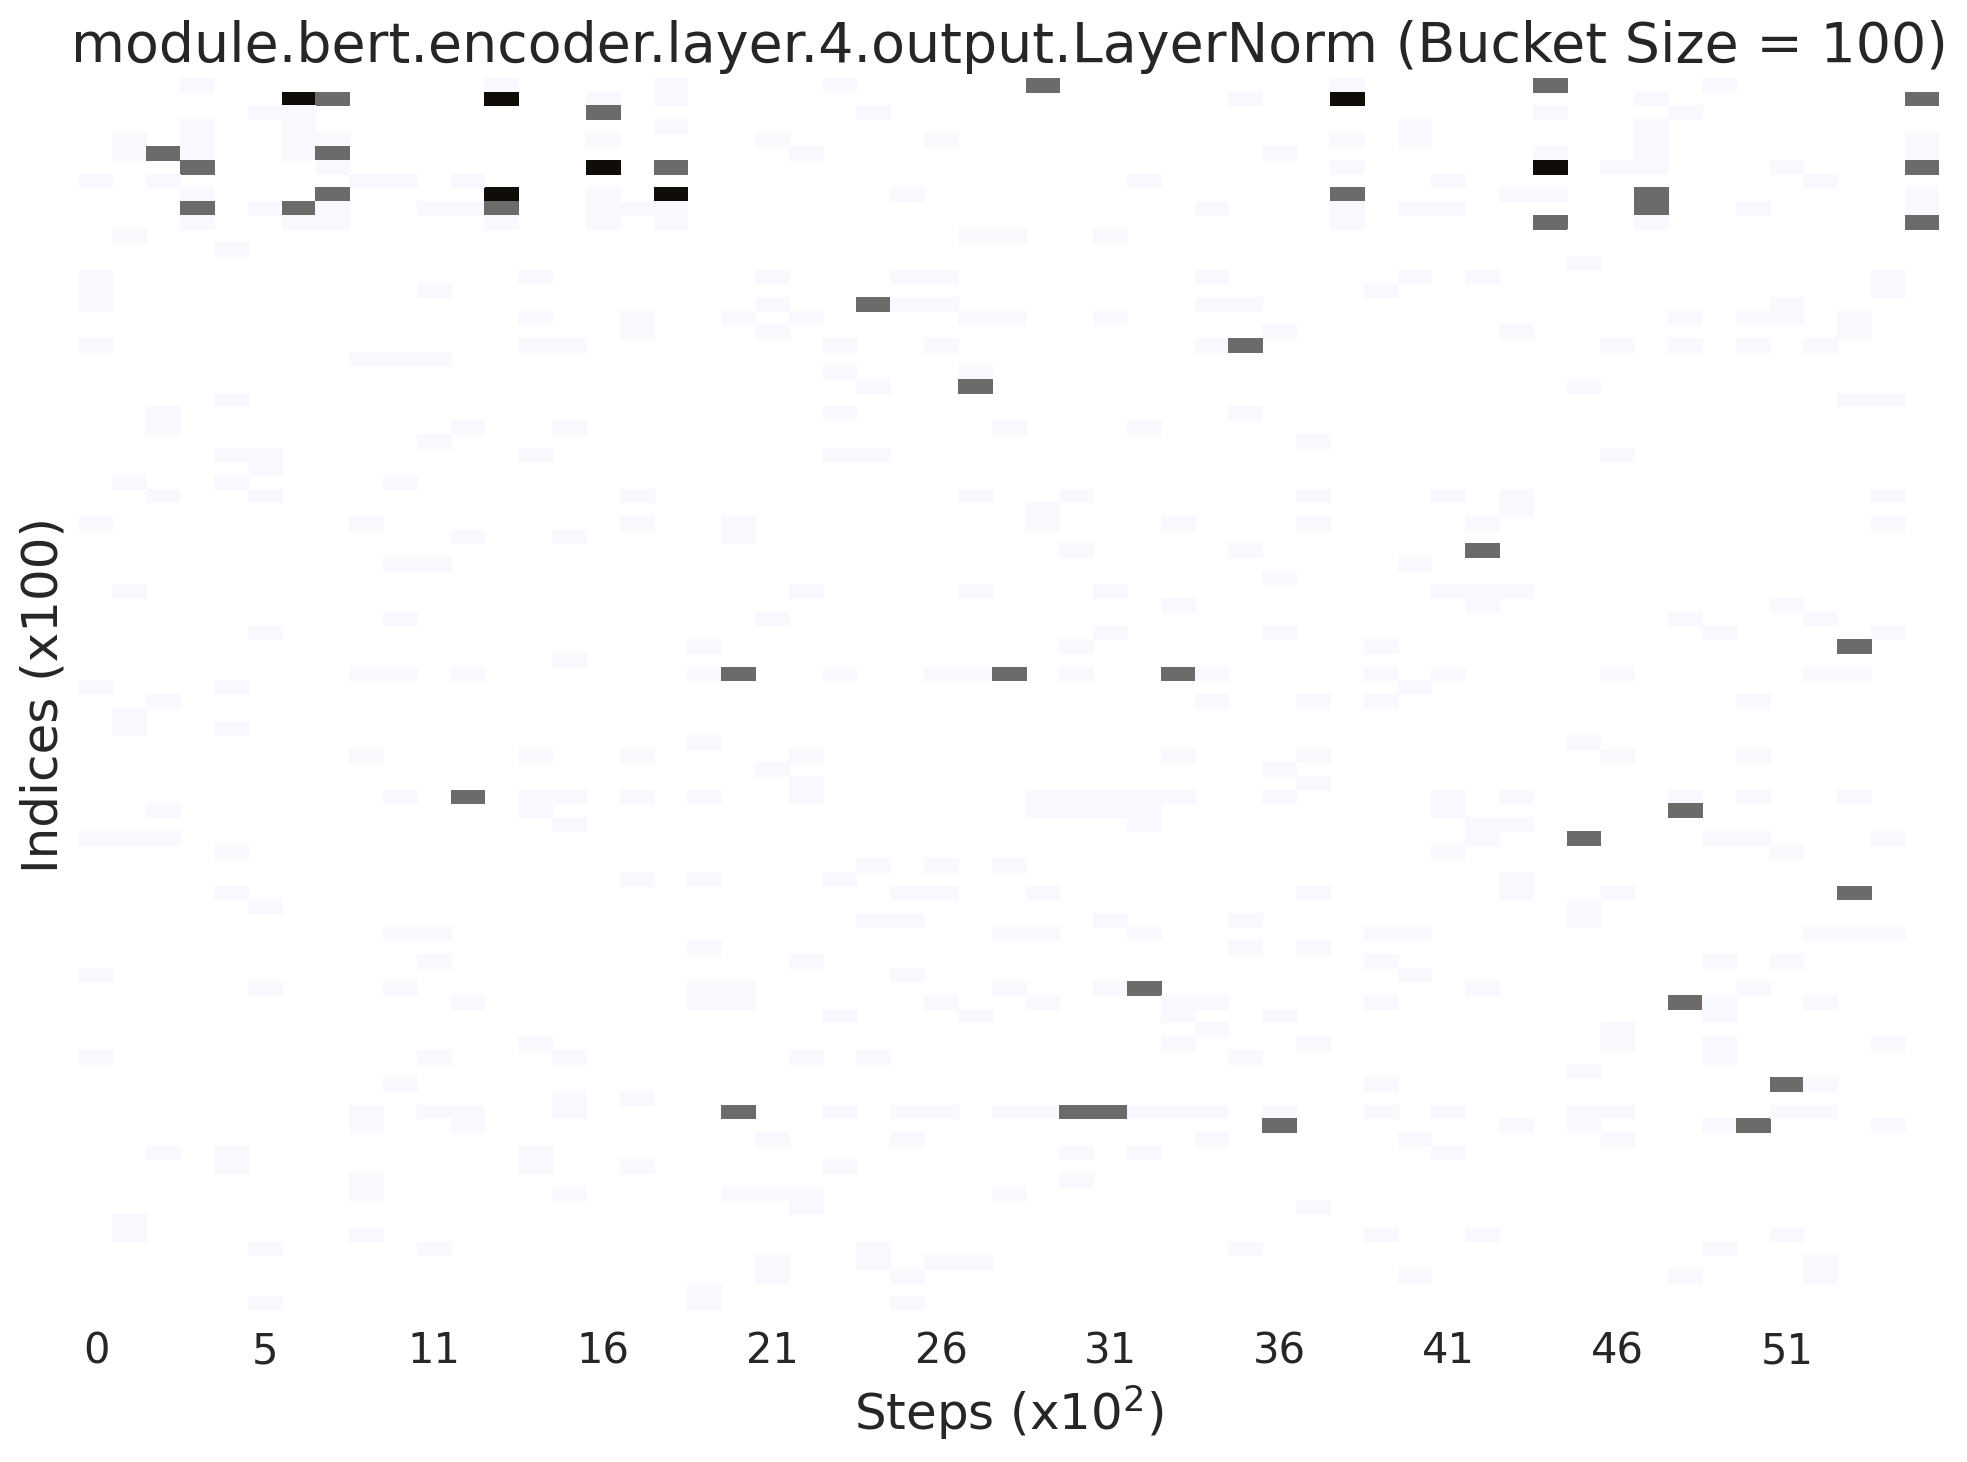 module.bert.encoder.layer.4.output.LayerNorm (Bucket Size = 100)
Indices (x100)
0 5 11 16 21 26 31 36 41 46 51
Steps (x10²)